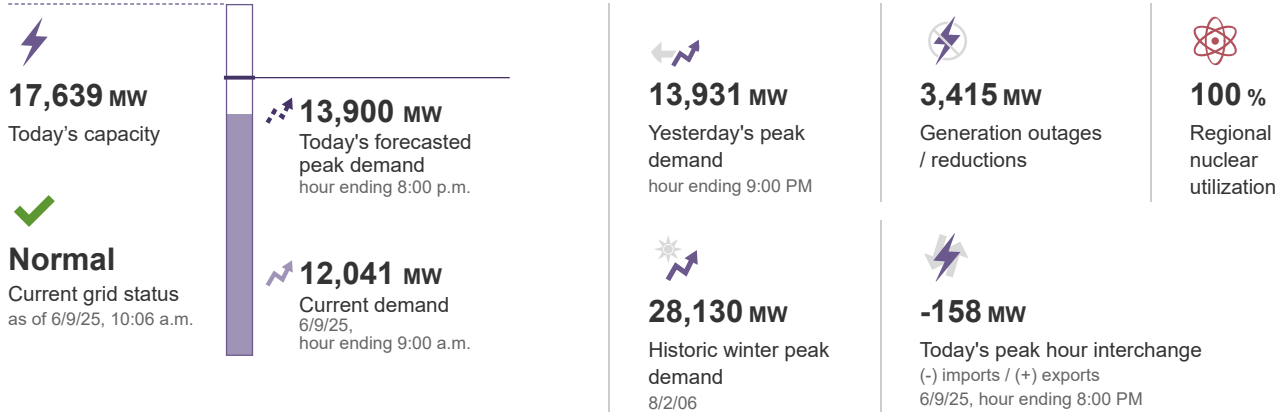 17,639 MW
Today's capacity
Normal
Current grid status
as of 6/9/25, 10:06 a.m.
13,900 MW
Today's forecasted
peak demand
hour ending 8:00 p.m.
12,041 MW
Current demand
6/9/25,
hour ending 9:00 a.m.
13,931 MW
Yesterday's peak
demand
hour ending 9:00 PM
3,415 MW
Generation outages
/ reductions
100 %
Regional
nuclear
utilization
28,130 MW
Historic winter peak
demand
8/2/06
-158 MW
Today's peak hour interchange
(-) imports / (+) exports
6/9/25, hour ending 8:00 PM